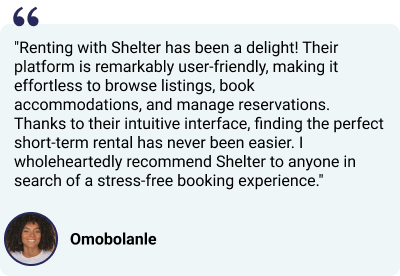 "Renting with Shelter has been a delight! Their
platform is remarkably user-friendly, making it
effortless to browse listings, book
accommodations, and manage reservations.
Thanks to their intuitive interface, finding the perfect
short-term rental has never been easier. I
wholeheartedly recommend Shelter to anyone in
search of a stress-free booking experience."
Omobolanle